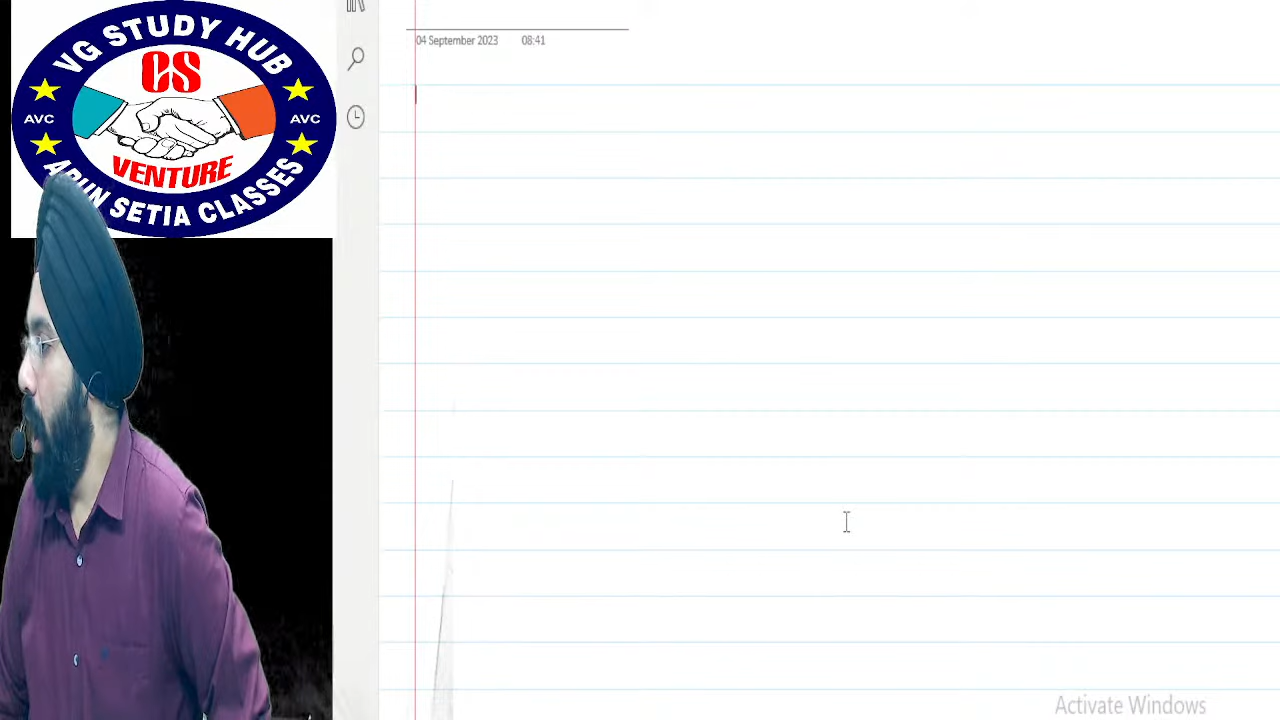 VG STUDY HUB
CS
AVC
AVC
VENTURE
ARUN SETIA CLASSES
04 September 2023 08:41
Activate Windows